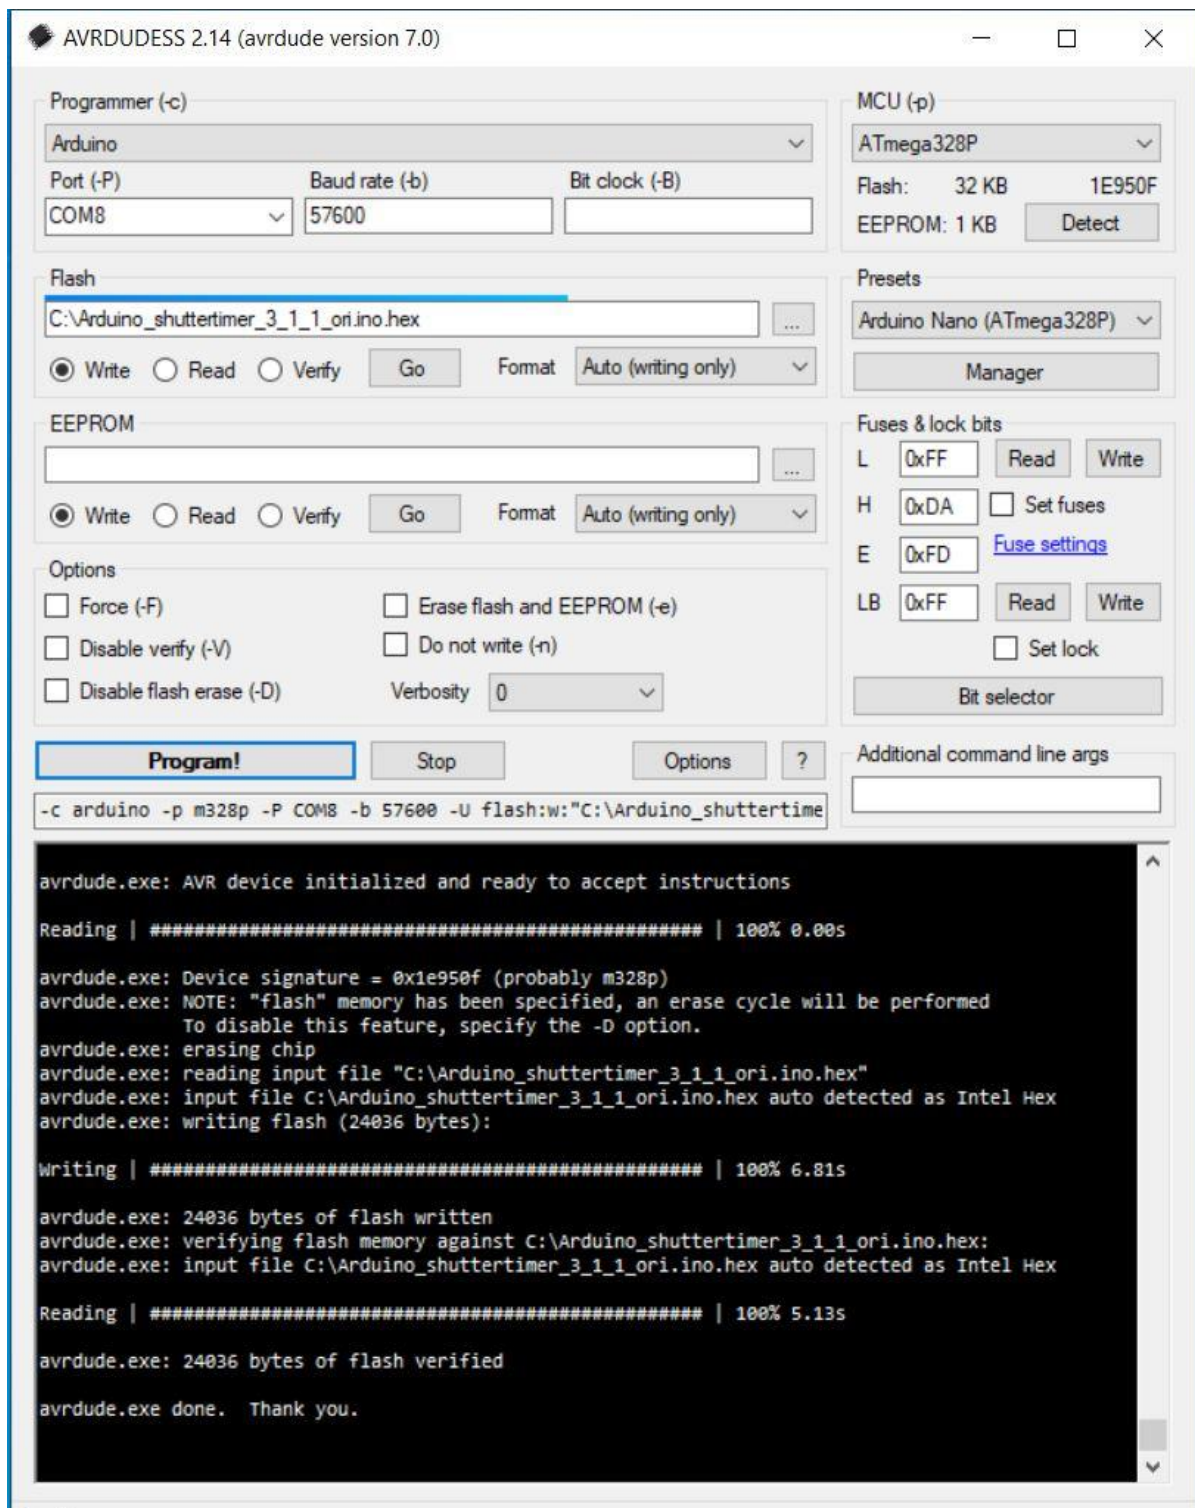 AVRDUDESS 2.14 (avrdude version 7.0)
Programmer (-c)
Arduino
Port (-P) Baud rate (-b) Bit clock (-B)
COM8 57600
MCU (-p)
ATmega328P
Flash: 32 KB 1E950F
EEPROM: 1 KB Detect
Flash
C:\Arduino_shuttertimer_3_1_1_ori.ino.hex ...
Write Read Verify Go Format Auto (writing only)
Presets
Arduino Nano (ATmega328P)
Manager
EEPROM
...
Write Read Verify Go Format Auto (writing only)
Fuses & lock bits
L 0xFF Read Write
H 0xDA Set fuses
E 0xFD Fuse settings
LB 0xFF Read Write
Set lock
Bit selector
Options
Force (-F) Erase flash and EEPROM (-e)
Disable verify (-V) Do not write (-n)
Disable flash erase (-D) Verbosity 0
Program! Stop Options ?
Additional command line args
-c arduino -p m328p -P COM8 -b 57600 -U flash:w:"C:\Arduino_shuttertime
avrdude.exe: AVR device initialized and ready to accept instructions
Reading | ################################################## | 100% 0.00s
avrdude.exe: Device signature = 0x1e950f (probably m328p)
avrdude.exe: NOTE: "flash" memory has been specified, an erase cycle will be performed
To disable this feature, specify the -D option.
avrdude.exe: erasing chip
avrdude.exe: reading input file "C:\Arduino_shuttertimer_3_1_1_ori.ino.hex"
avrdude.exe: input file C:\Arduino_shuttertimer_3_1_1_ori.ino.hex auto detected as Intel Hex
avrdude.exe: writing flash (24036 bytes):
Writing | ################################################## | 100% 6.81s
avrdude.exe: 24036 bytes of flash written
avrdude.exe: verifying flash memory against C:\Arduino_shuttertimer_3_1_1_ori.ino.hex:
avrdude.exe: input file C:\Arduino_shuttertimer_3_1_1_ori.ino.hex auto detected as Intel Hex
Reading | ################################################## | 100% 5.13s
avrdude.exe: 24036 bytes of flash verified
avrdude.exe done.  Thank you.